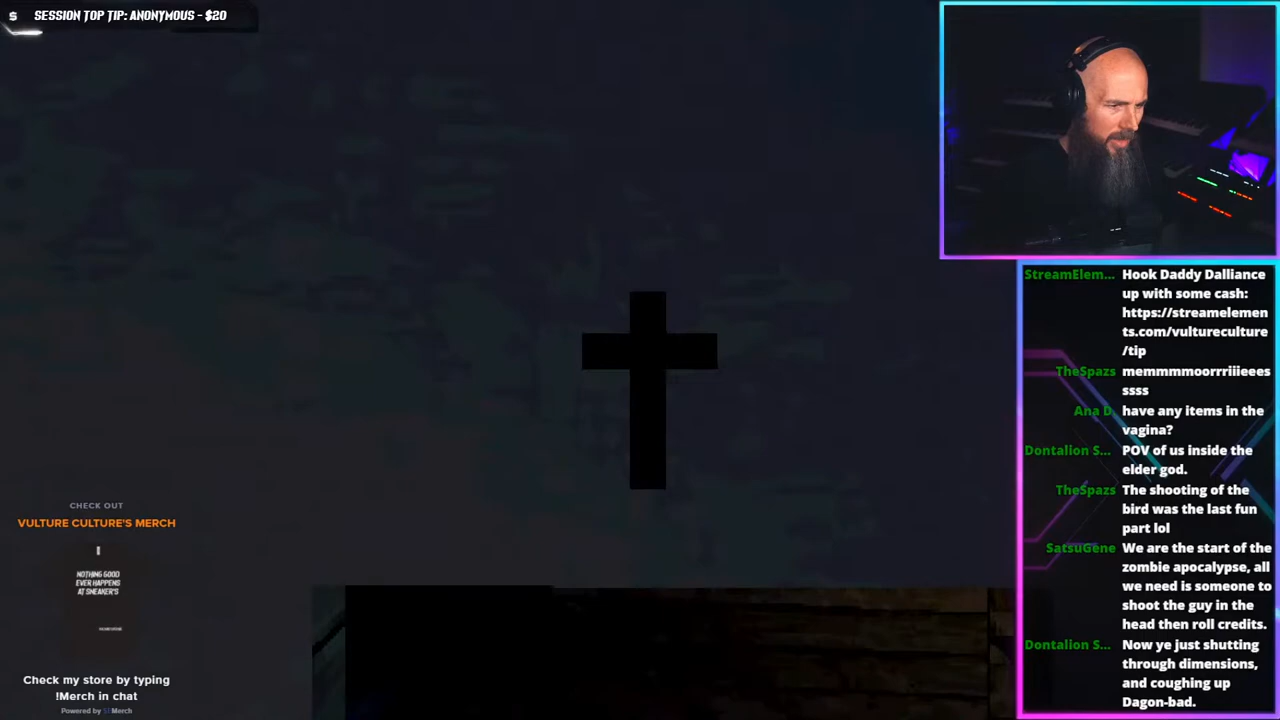 $ SESSION TOP TIP: ANONYMOUS - $20
StreamElem... Hook Daddy Dalliance
up with some cash:
https://streamelemen
ts.com/vultureculture
/tip
TheSpazs memmmmoorrriiieees
ssss
Ana D have any items in the
vagina?
Dontalion S... POV of us inside the
elder god.
TheSpazs The shooting of the
bird was the last fun
part lol
SatsuGene We are the start of the
zombie apocalypse, all
we need is someone to
shoot the guy in the
head then roll credits.
Dontalion S... Now ye just shutting
through dimensions,
and coughing up
Dagon-bad.
CHECK OUT
VULTURE CULTURE'S MERCH
NOTHING GOOD
EVER HAPPENS
AT SNEAKER'S
Check my store by typing
!Merch in chat
Powered by SEMerch